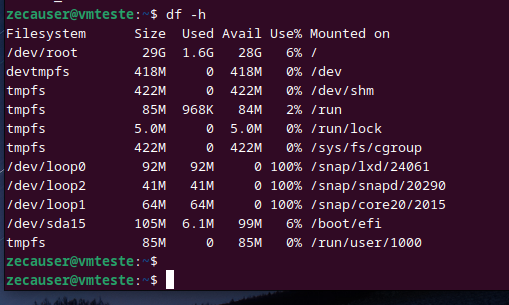 zecauser@vmteste:~$ df -h
Filesystem      Size  Used Avail Use% Mounted on
/dev/root        29G  1.6G   28G   6% /
devtmpfs        418M     0  418M   0% /dev
tmpfs           422M     0  422M   0% /dev/shm
tmpfs            85M  968K   84M   2% /run
tmpfs           5.0M     0  5.0M   0% /run/lock
tmpfs           422M     0  422M   0% /sys/fs/cgroup
/dev/loop0       92M   92M     0 100% /snap/lxd/24061
/dev/loop2       41M   41M     0 100% /snap/snapd/20290
/dev/loop1       64M   64M     0 100% /snap/core20/2015
/dev/sda15      105M  6.1M   99M   6% /boot/efi
tmpfs            85M     0   85M   0% /run/user/1000
zecauser@vmteste:~$
zecauser@vmteste:~$